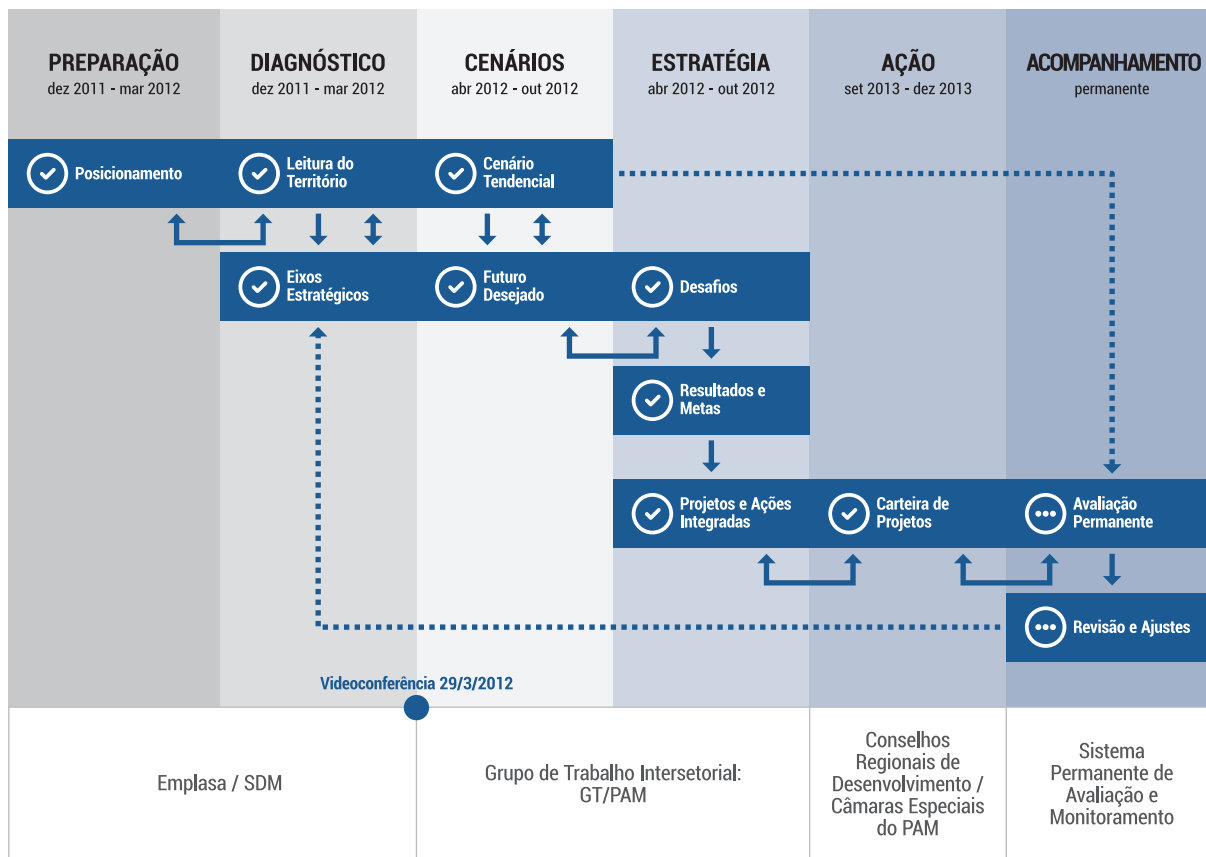 PREPARAÇÃO
dez 2011 - mar 2012
DIAGNÓSTICO
dez 2011 - mar 2012
CENÁRIOS
abr 2012 - out 2012
ESTRATÉGIA
abr 2012 - out 2012
AÇÃO
set 2013 - dez 2013
ACOMPANHAMENTO
permanente
Posicionamento
Leitura do
Território
Cenário
Tendencial
Eixos
Estratégicos
Futuro
Desejado
Desafios
Resultados e
Metas
Projetos e Ações
Integradas
Carteira de
Projetos
Avaliação
Permanente
Revisão e Ajustes
Videoconferência 29/3/2012
Emplasa / SDM
Grupo de Trabalho Intersetorial:
GT/PAM
Conselhos
Regionais de
Desenvolvimento /
Câmaras Especiais
do PAM
Sistema
Permanente de
Avaliação e
Monitoramento